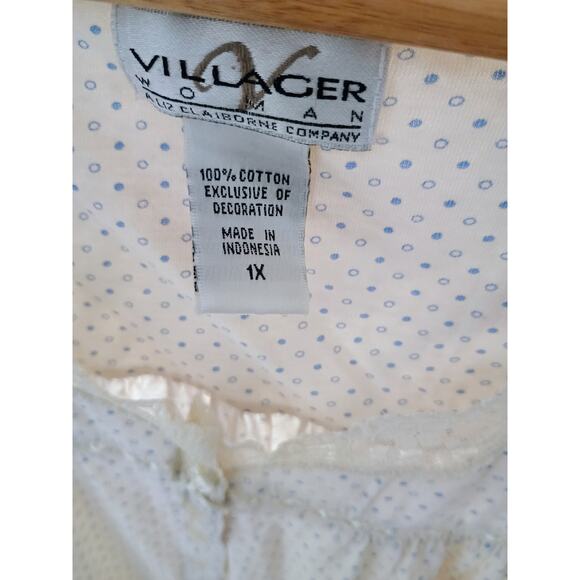 VILLAGER
WOMAN
A LIZ CLAIBORNE COMPANY
100% COTTON
EXCLUSIVE OF
DECORATION
MADE IN
INDONESIA
1X